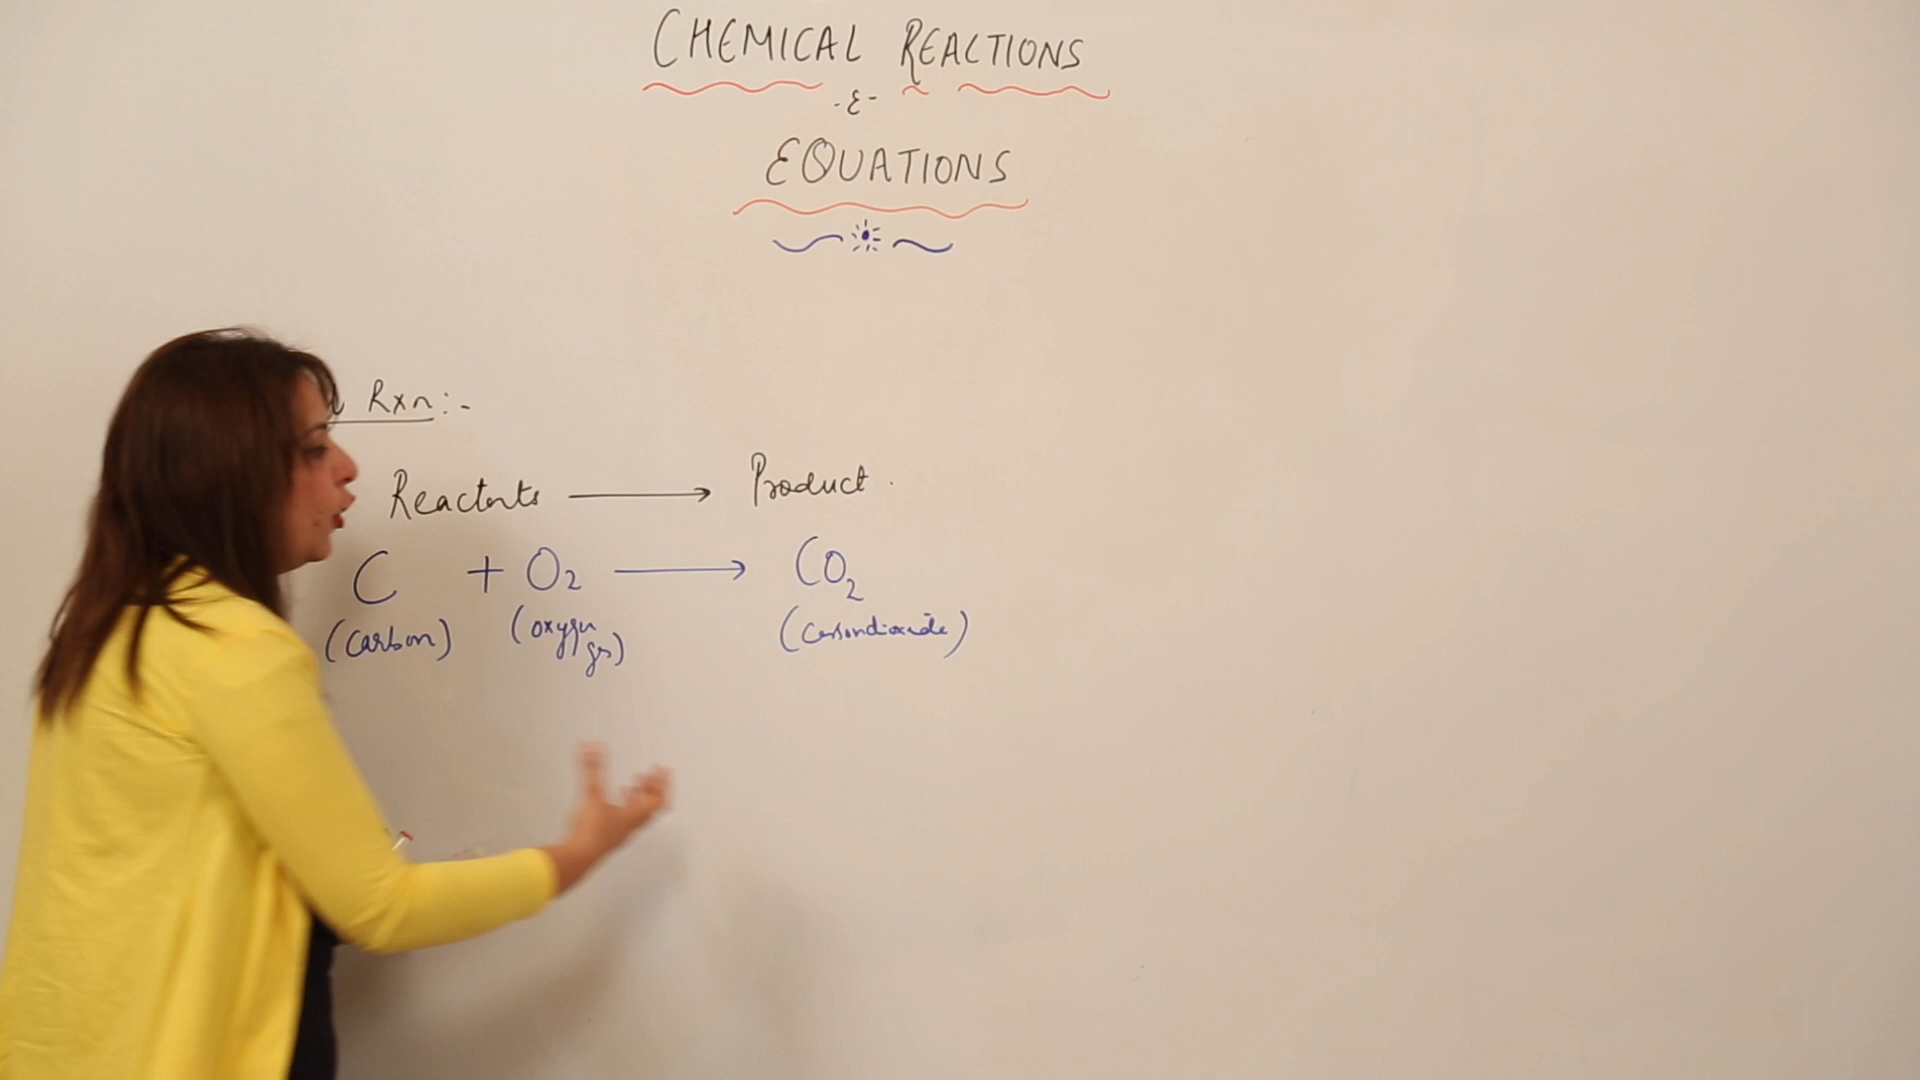 CHEMICAL REACTIONS
-&-
EQUATIONS
Rxn:-
Reactants ⟶ Product.
C + O₂ ⟶ CO₂
(Carbon) (oxygen gas) (Carbondioxide)